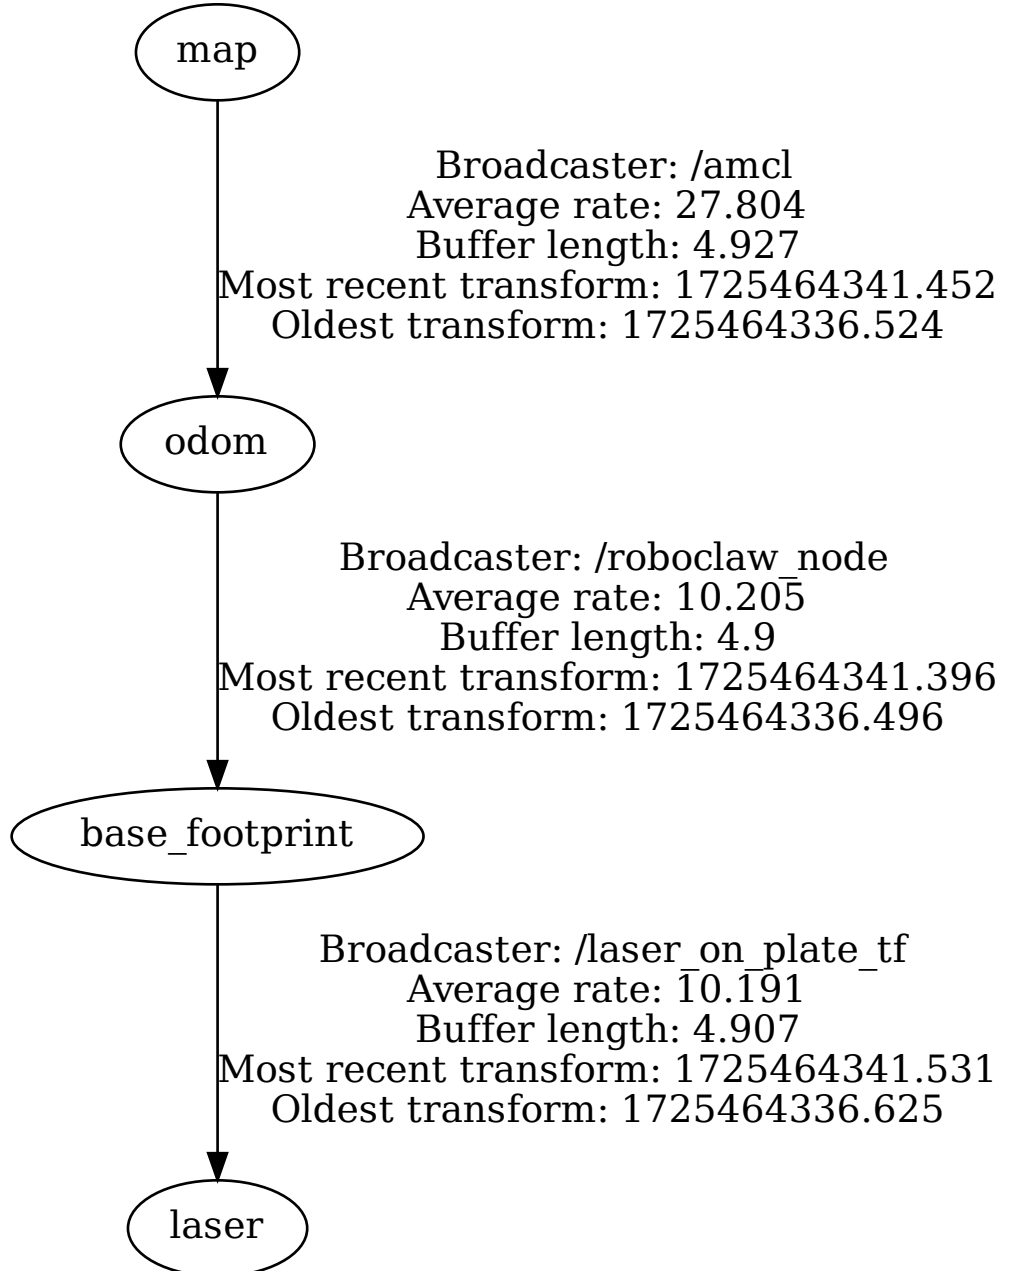 map
Broadcaster: /amcl
Average rate: 27.804
Buffer length: 4.927
Most recent transform: 1725464341.452
Oldest transform: 1725464336.524
odom
Broadcaster: /roboclaw_node
Average rate: 10.205
Buffer length: 4.9
Most recent transform: 1725464341.396
Oldest transform: 1725464336.496
base_footprint
Broadcaster: /laser_on_plate_tf
Average rate: 10.191
Buffer length: 4.907
Most recent transform: 1725464341.531
Oldest transform: 1725464336.625
laser